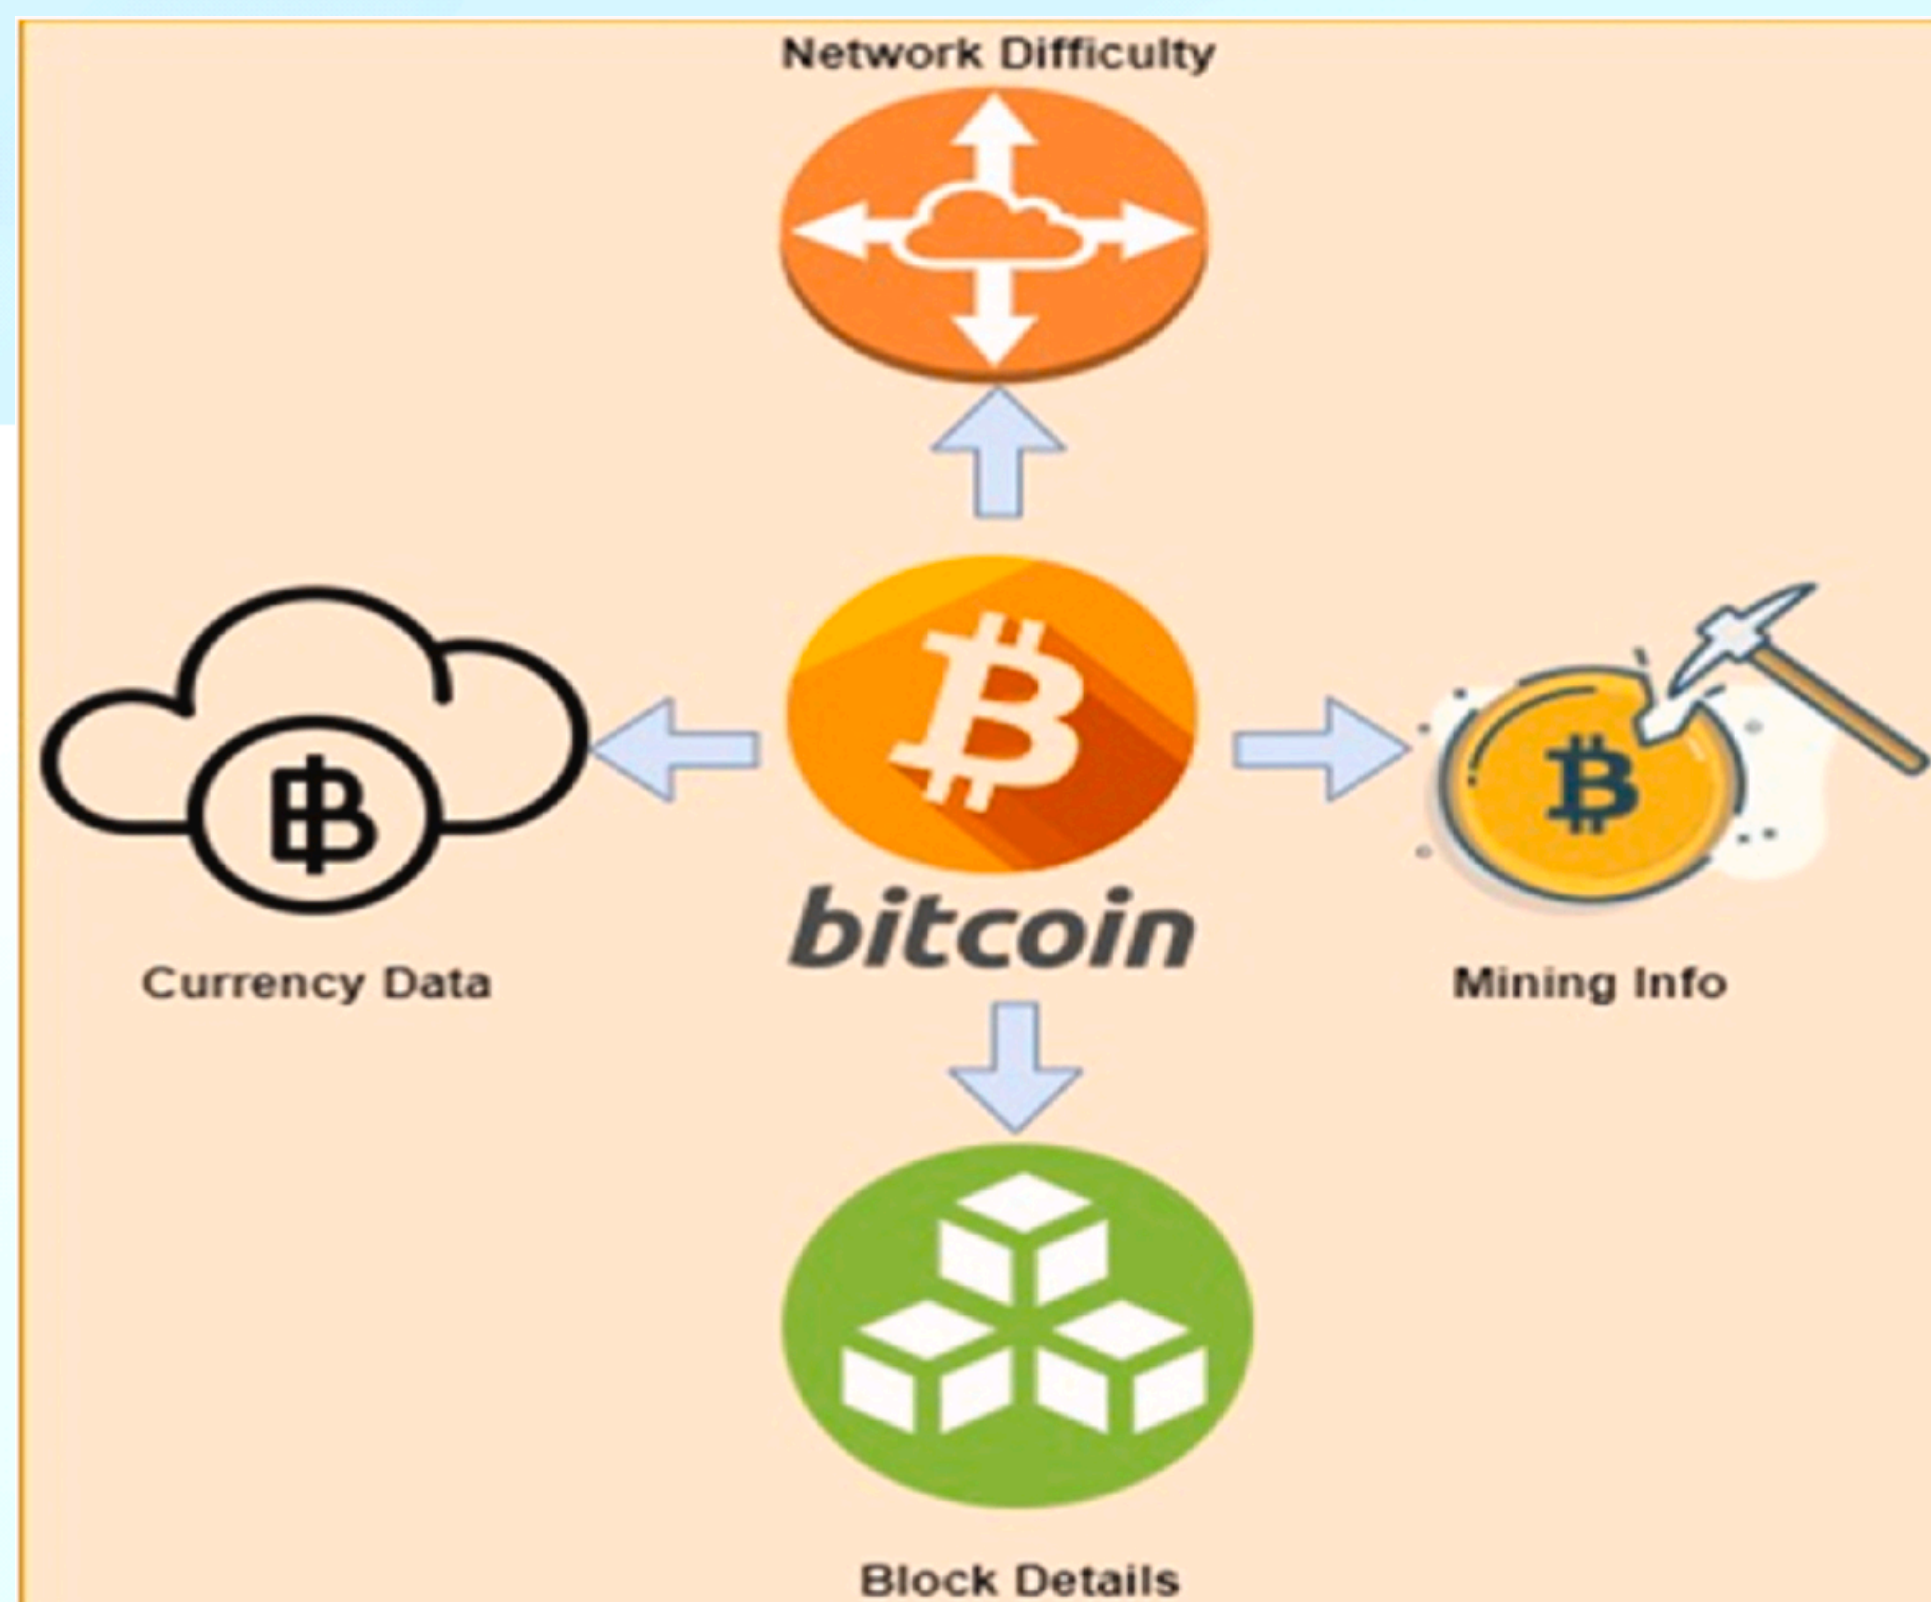 Network Difficulty
bitcoin
Currency Data
Mining Info
Block Details